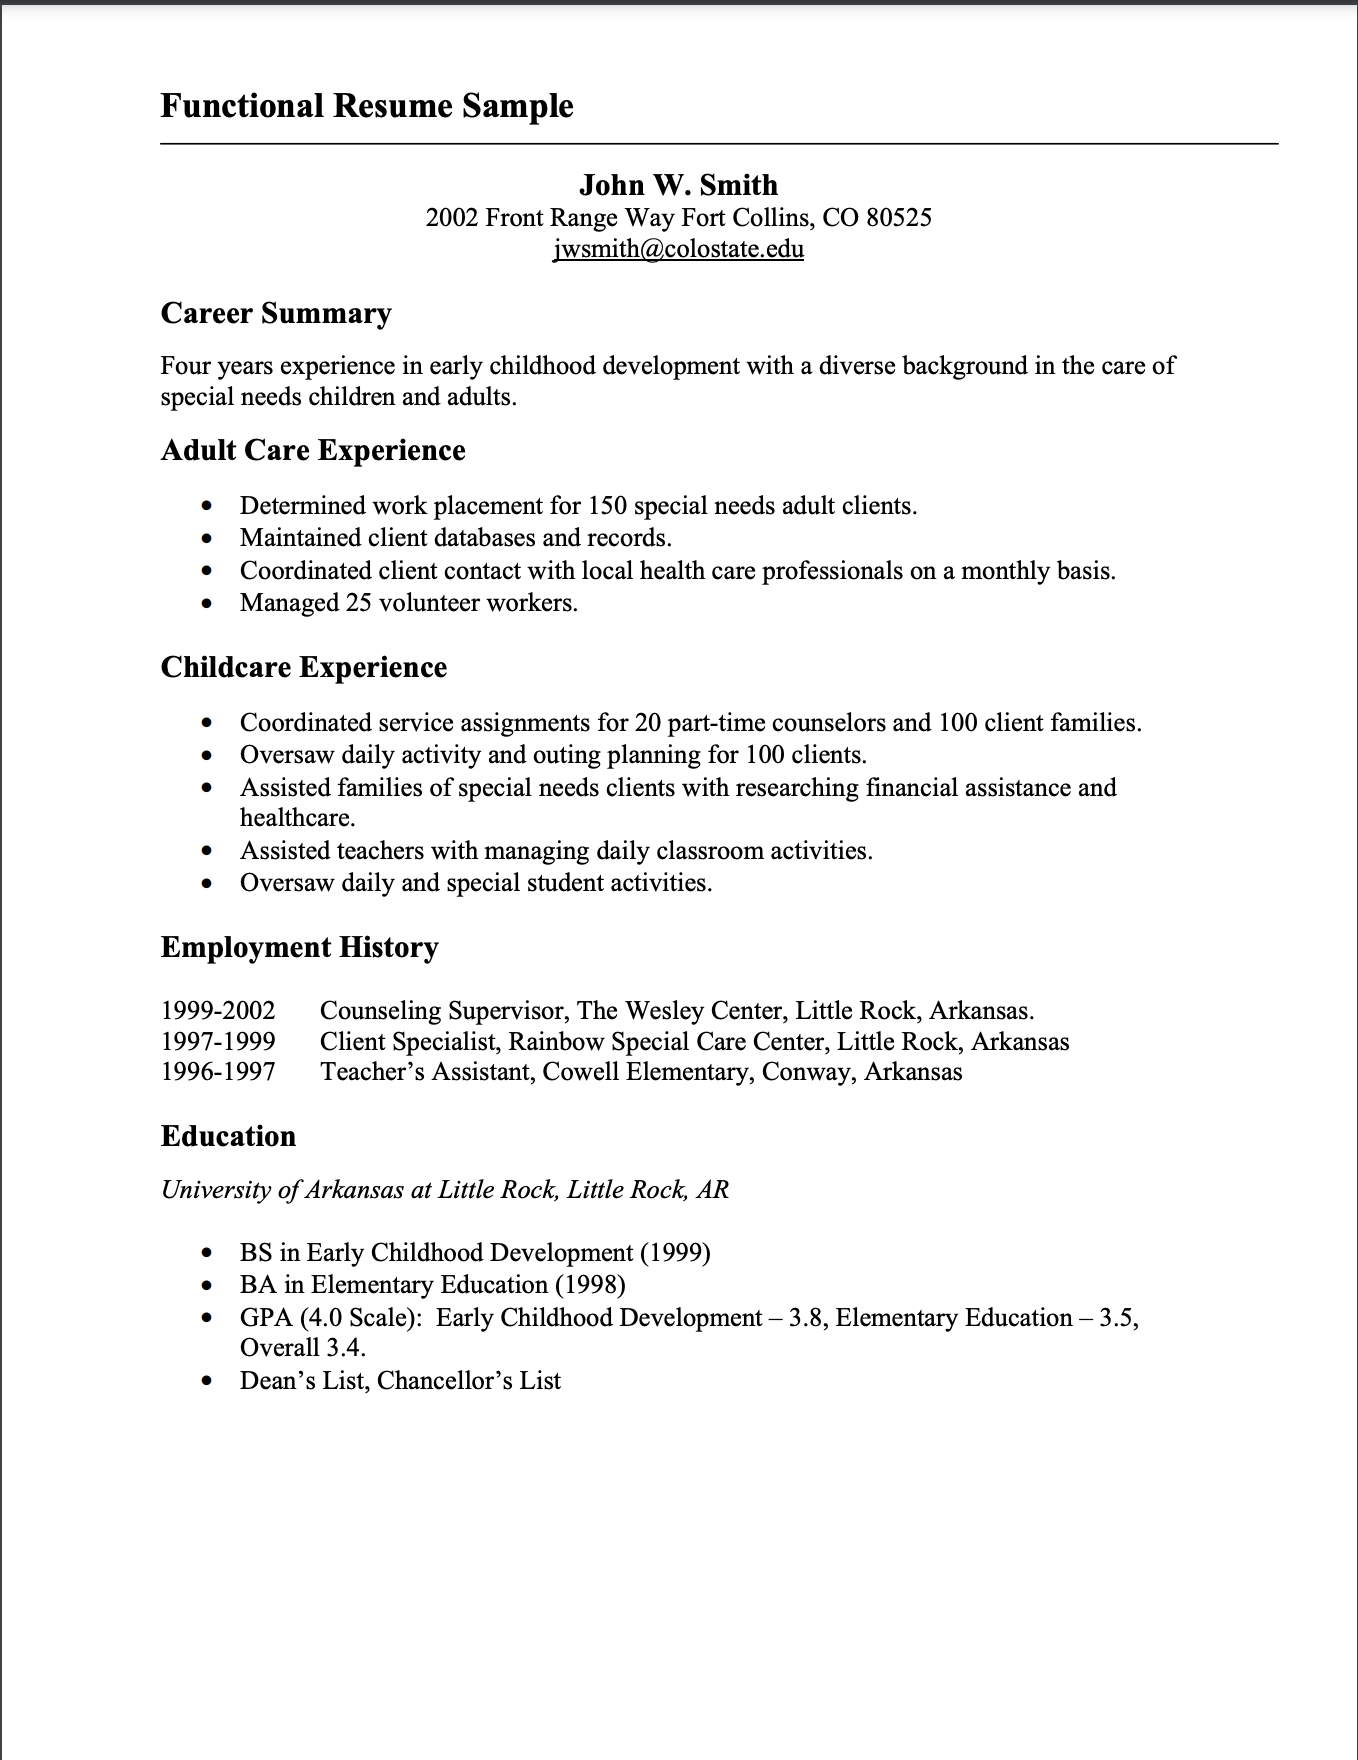 Functional Resume Sample
John W. Smith
2002 Front Range Way Fort Collins, CO 80525
jwsmith@colostate.edu
Career Summary
Four years experience in early childhood development with a diverse background in the care of
special needs children and adults.
Adult Care Experience
• Determined work placement for 150 special needs adult clients.
• Maintained client databases and records.
• Coordinated client contact with local health care professionals on a monthly basis.
• Managed 25 volunteer workers.
Childcare Experience
• Coordinated service assignments for 20 part-time counselors and 100 client families.
• Oversaw daily activity and outing planning for 100 clients.
• Assisted families of special needs clients with researching financial assistance and
healthcare.
• Assisted teachers with managing daily classroom activities.
• Oversaw daily and special student activities.
Employment History
1999-2002 Counseling Supervisor, The Wesley Center, Little Rock, Arkansas.
1997-1999 Client Specialist, Rainbow Special Care Center, Little Rock, Arkansas
1996-1997 Teacher’s Assistant, Cowell Elementary, Conway, Arkansas
Education
University of Arkansas at Little Rock, Little Rock, AR
• BS in Early Childhood Development (1999)
• BA in Elementary Education (1998)
• GPA (4.0 Scale):  Early Childhood Development – 3.8, Elementary Education – 3.5,
Overall 3.4.
• Dean’s List, Chancellor’s List